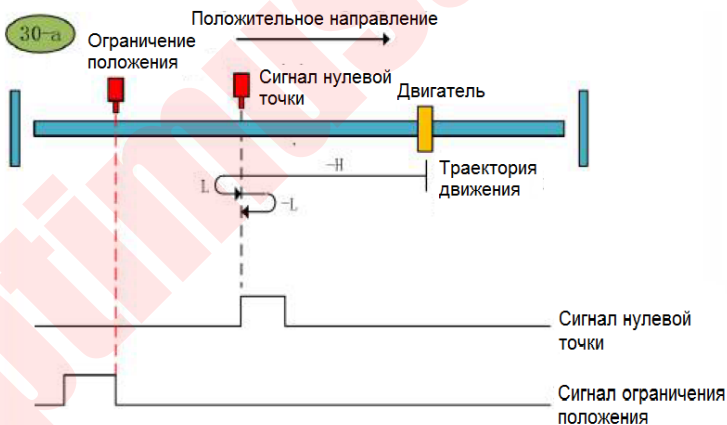 30-a
Положительное направление
Ограничение
положения
Сигнал нулевой
точки
Двигатель
-H
Траектория
движения
L
-L
Сигнал нулевой
точки
Сигнал ограничения
положения